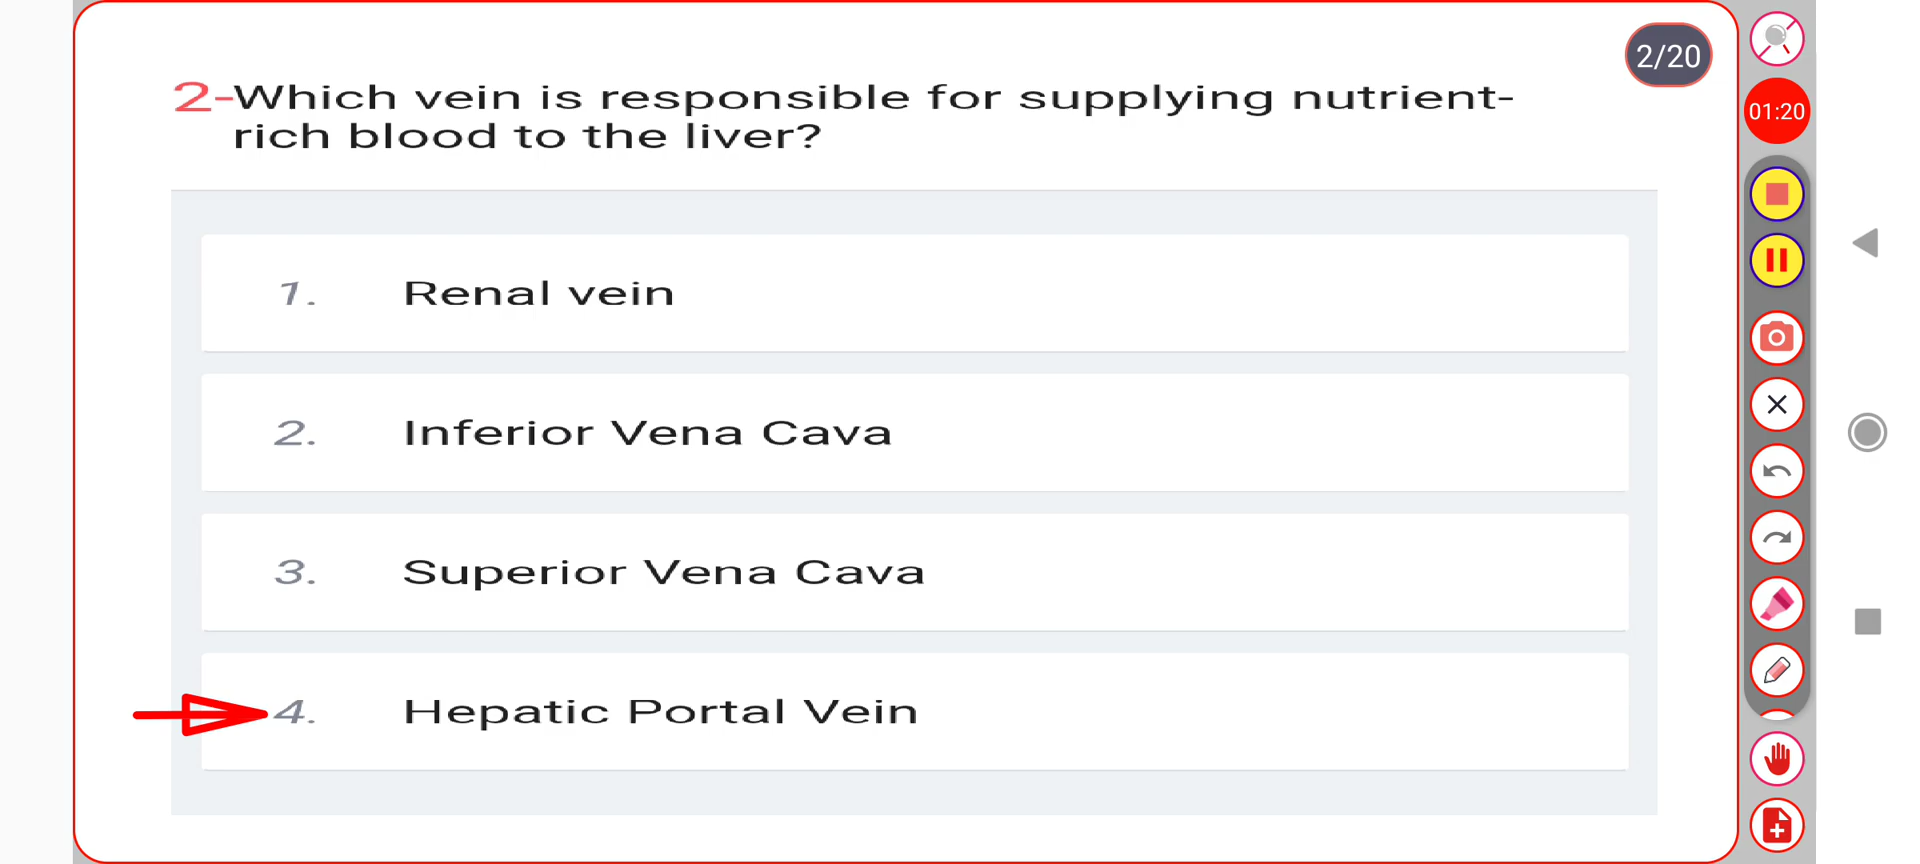 2/20
2-Which vein is responsible for supplying nutrient-
rich blood to the liver?
01:20
1. Renal vein
2. Inferior Vena Cava
3. Superior Vena Cava
4. Hepatic Portal Vein